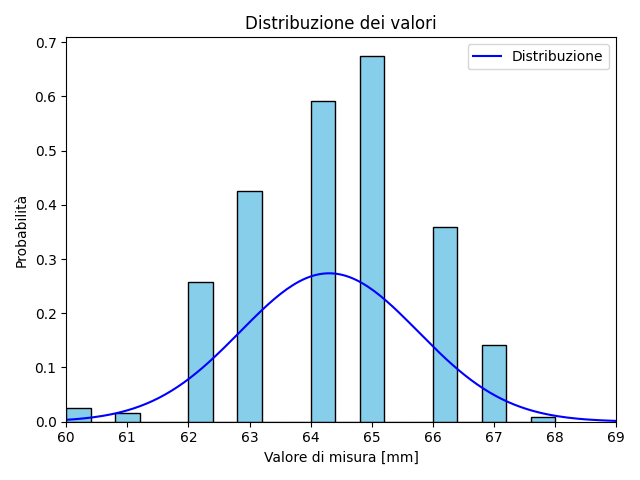 Distribuzione dei valori
Distribuzione
Probabilità
0.7
0.6
0.5
0.4
0.3
0.2
0.1
0.0
60 61 62 63 64 65 66 67 68 69
Valore di misura [mm]